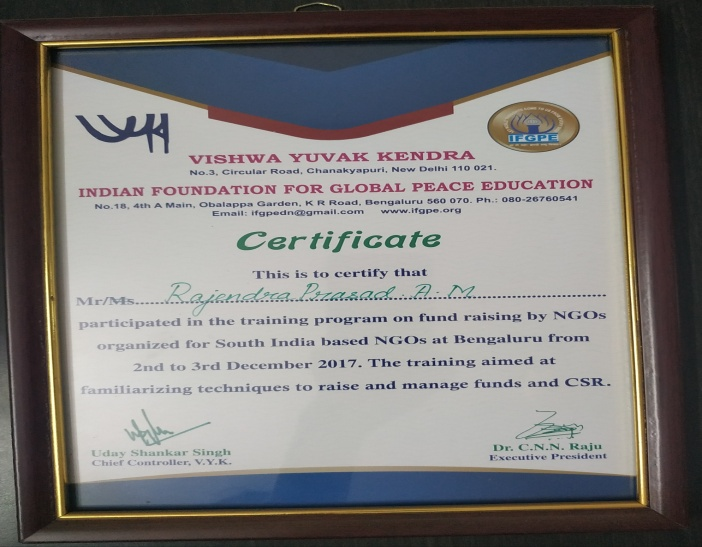 VISHWA YUVAK KENDRA
No.3, Circular Road, Chanakyapuri, New Delhi 110 021.
IFGPE
INDIAN FOUNDATION FOR GLOBAL PEACE EDUCATION
No.18, 4th A Main, Obalappa Garden, K R Road, Bengaluru 560 070. Ph.: 080-26760541
Email: ifgpedn@gmail.com www.ifgpe.org
Certificate
This is to certify that
Mr/Ms. Rajendra Prasad. A. M
participated in the training program on fund raising by NGOs
organized for South India based NGOs at Bengaluru from
2nd to 3rd December 2017. The training aimed at
familiarizing techniques to raise and manage funds and CSR.
Uday Shankar Singh
Chief Controller, V.Y.K.
Dr. C.N.N. Raju
Executive President